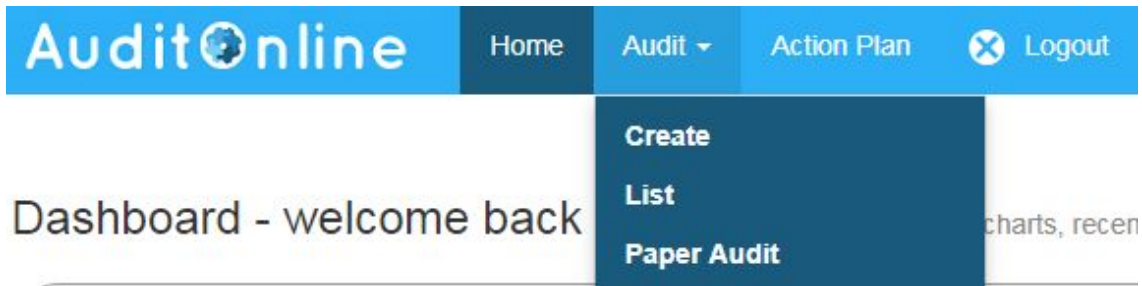 AuditOnline Home Audit Action Plan Logout
Create
List
Paper Audit
Dashboard - welcome back charts, recen